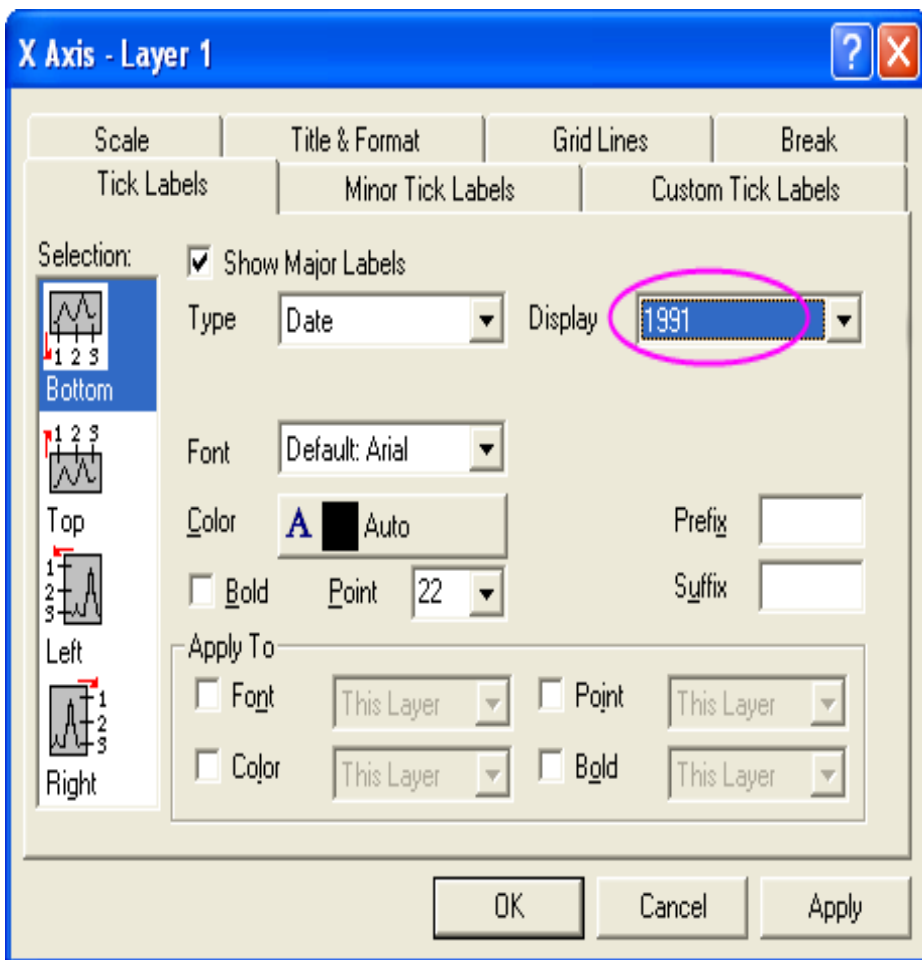 X Axis - Layer 1
? X
Scale Title & Format Grid Lines Break
Tick Labels Minor Tick Labels Custom Tick Labels
Selection:
Show Major Labels
Type Date Display 1991
1 2 3
Bottom
Font Default: Arial
1 2 3
Top
Color A Auto Prefix
Bold Point 22 Suffix
1
2
3
Left
Apply To
Font This Layer Point This Layer
Color This Layer Bold This Layer
1
2
3
Right
OK Cancel Apply